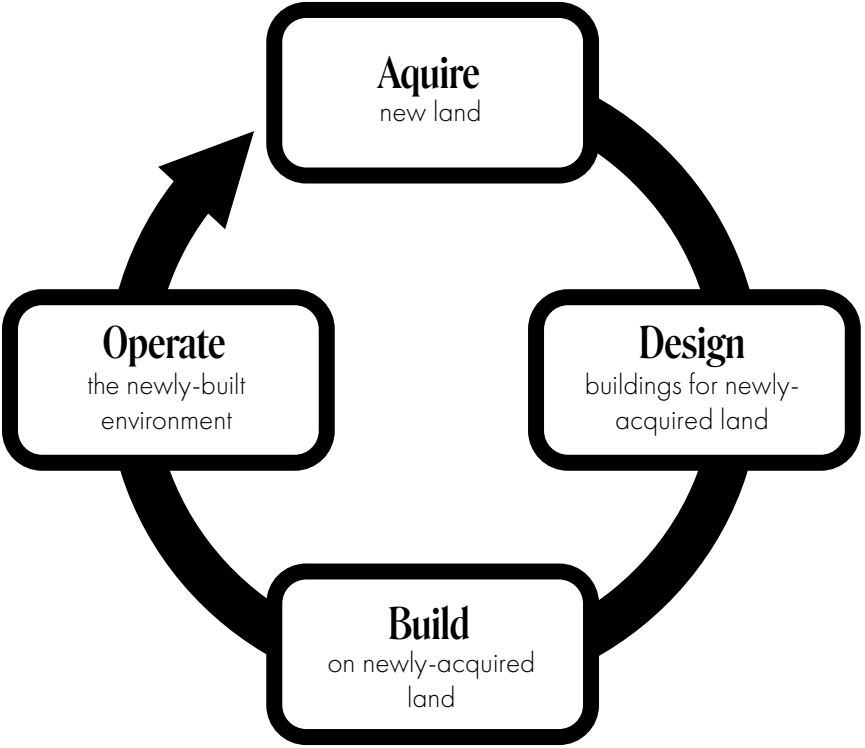 Aquire
new land
Operate
the newly-built
environment
Design
buildings for newly-
acquired land
Build
on newly-acquired
land